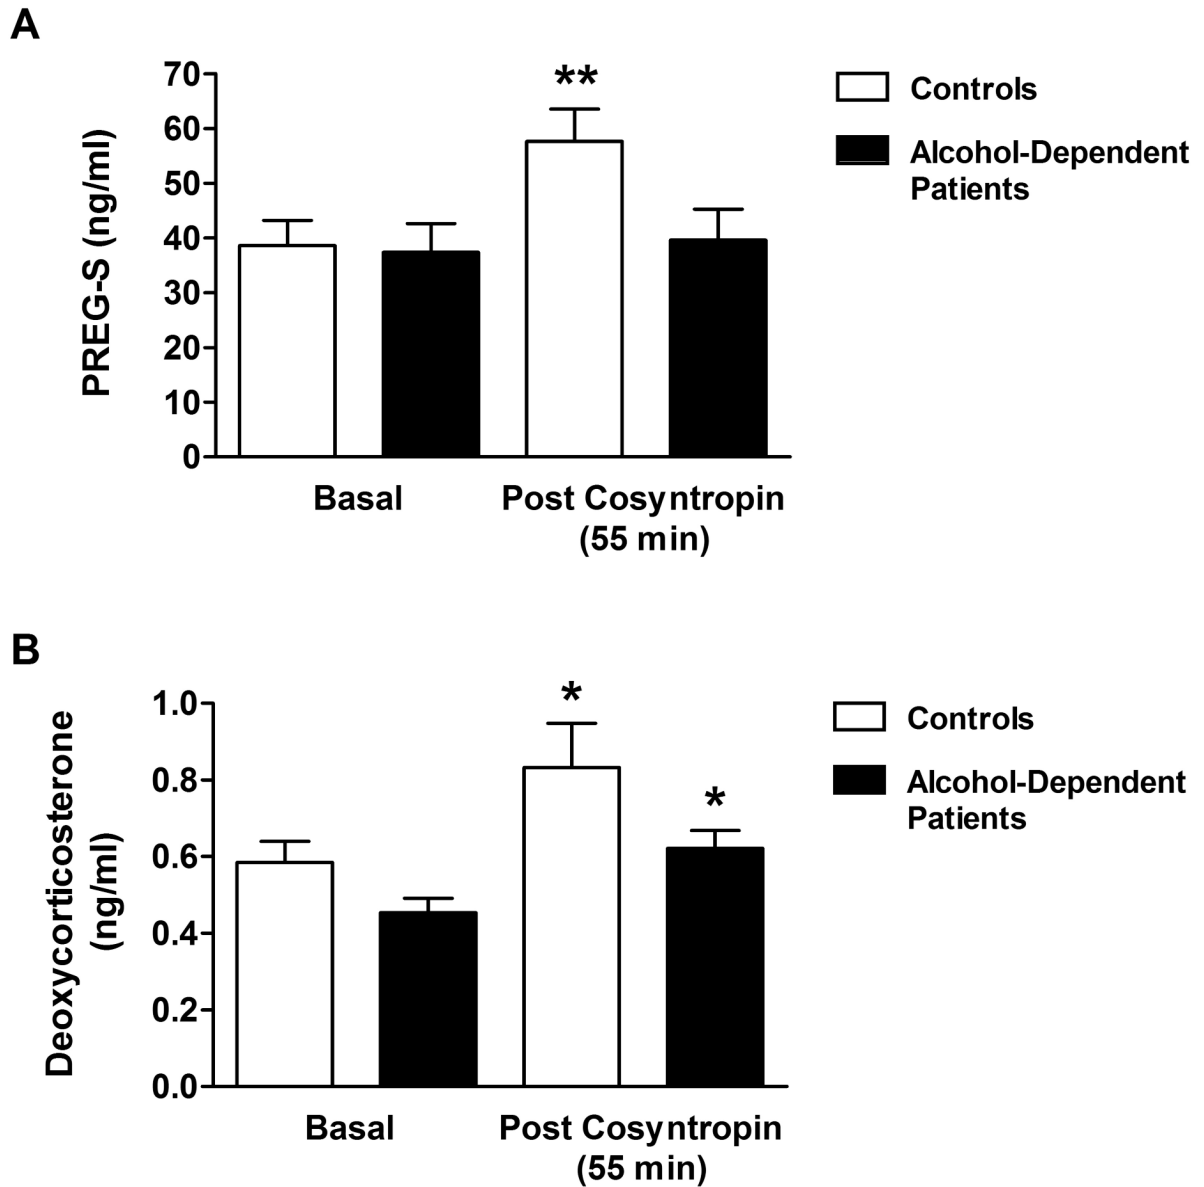 A
PREG-S (ng/ml)
70
60
50
40
30
20
10
0
**
Basal
Post Cosyntropin
(55 min)
Controls
Alcohol-Dependent
Patients
B
Deoxycorticosterone
(ng/ml)
1.0
0.8
0.6
0.4
0.2
0.0
*
*
Basal
Post Cosyntropin
(55 min)
Controls
Alcohol-Dependent
Patients